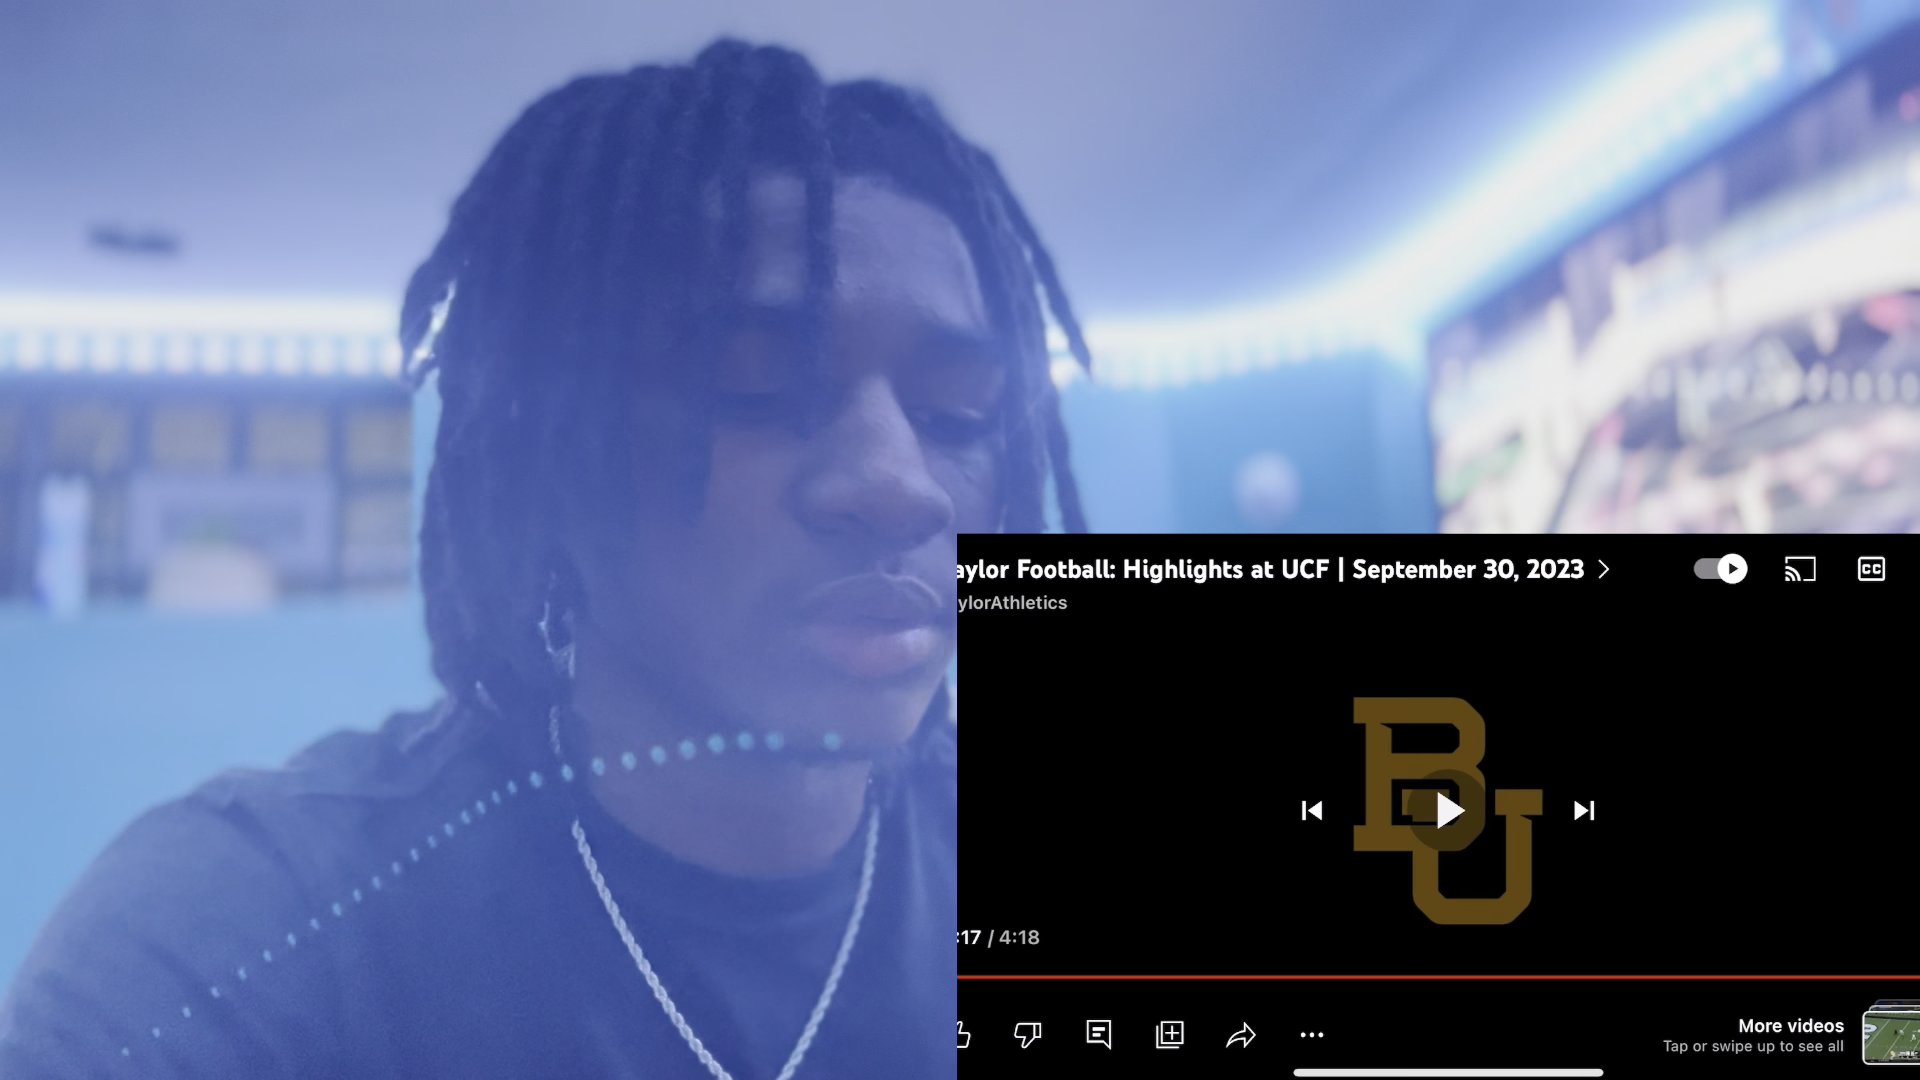 aylor Football: Highlights at UCF | September 30, 2023
CC
ylorAthletics
BU
:17 / 4:18
More videos
Tap or swipe up to see all